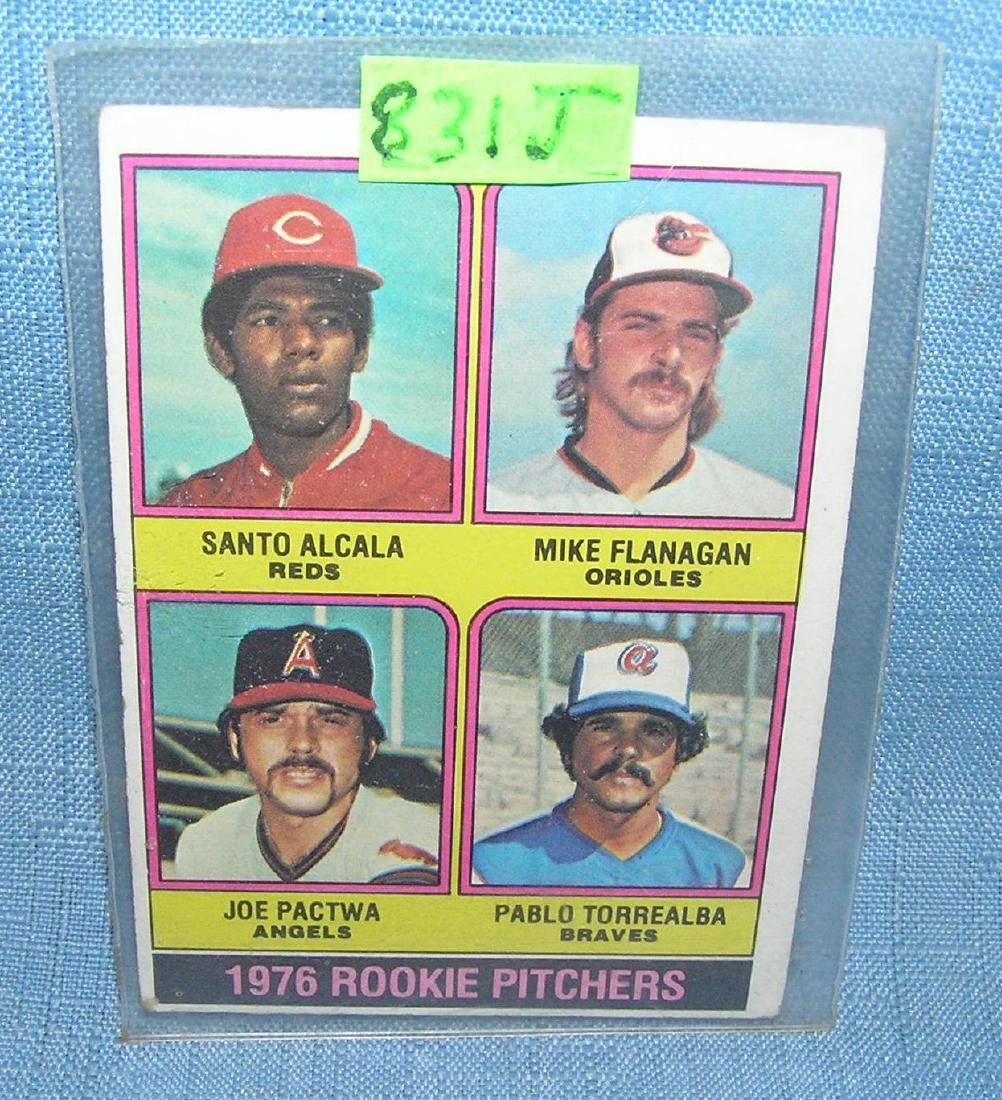 831J
C
SANTO ALCALA
REDS
MIKE FLANAGAN
ORIOLES
A
a
JOE PACTWA
ANGELS
PABLO TORREALBA
BRAVES
1976 ROOKIE PITCHERS